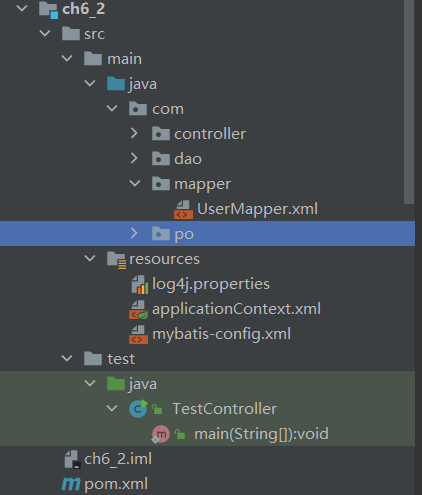 ch6_2
src
main
java
com
controller
dao
mapper
UserMapper.xml
po
resources
log4j.properties
applicationContext.xml
mybatis-config.xml
test
java
TestController
main(String[]):void
ch6_2.iml
pom.xml